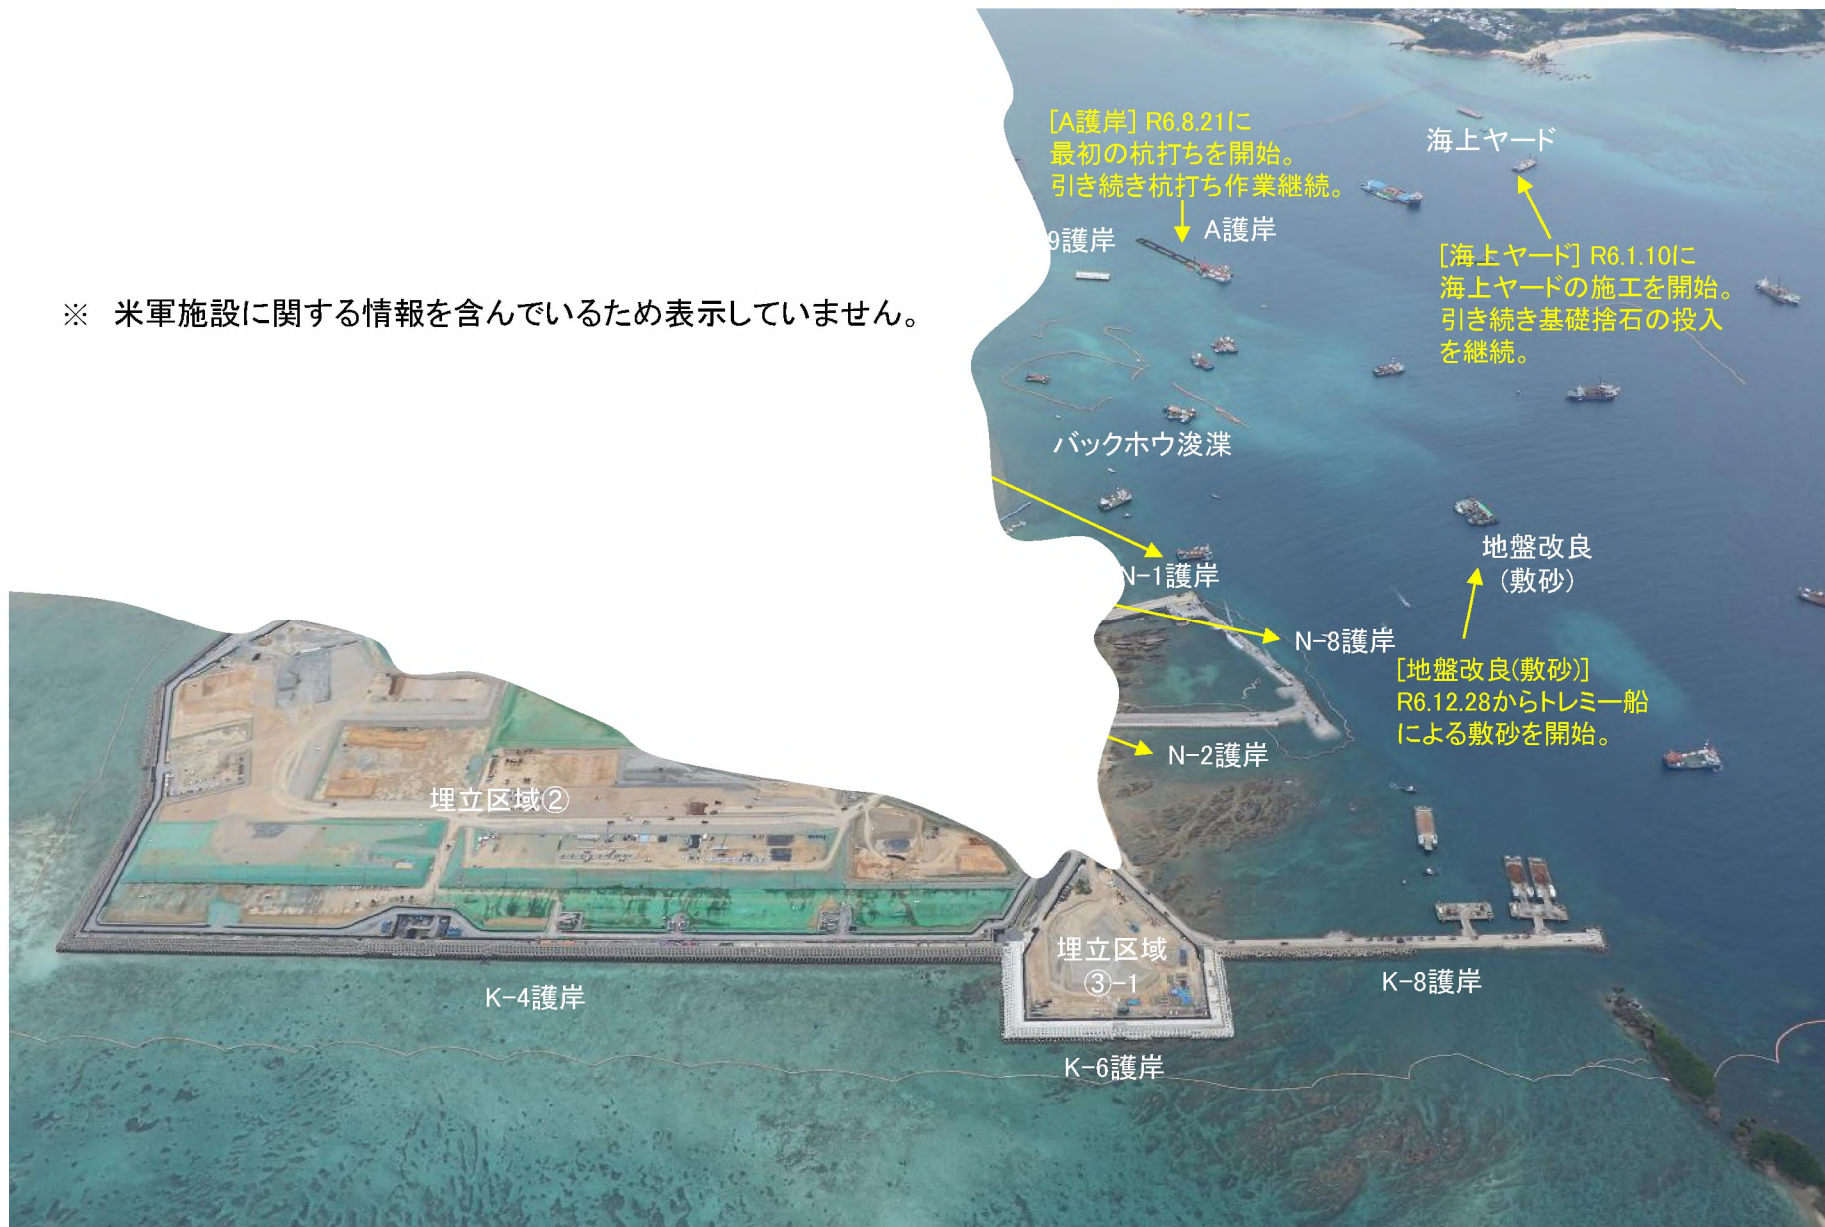 [A護岸] R6.8.21に
最初の杭打ちを開始。
引き続き杭打ち作業継続。
海上ヤード
9護岸
A護岸
[海上ヤード] R6.1.10に
海上ヤードの施工を開始。
引き続き基礎捨石の投入
を継続。
※ 米軍施設に関する情報を含んでいるため表示していません。
バックホウ浚渫
地盤改良
(敷砂)
N-1護岸
N-8護岸
[地盤改良(敷砂)]
R6.12.28からトレミー船
による敷砂を開始。
N-2護岸
埋立区域②
埋立区域
③-1
K-4護岸
K-8護岸
K-6護岸